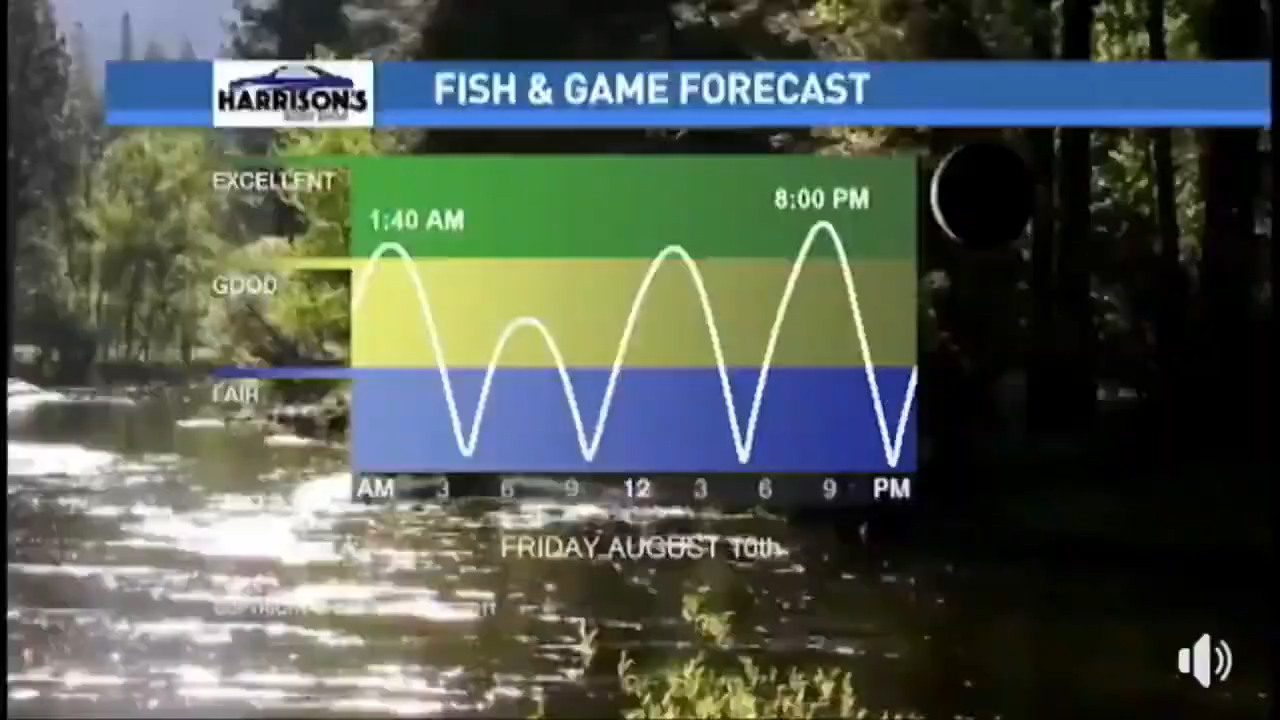 HARRISON'S
FISH & GAME FORECAST
EXCELLENT
1:40 AM
8:00 PM
GOOD
FAIR
AM 3 6 9 12 3 6 9 PM
FRIDAY AUGUST 10th
COPYRIGHT